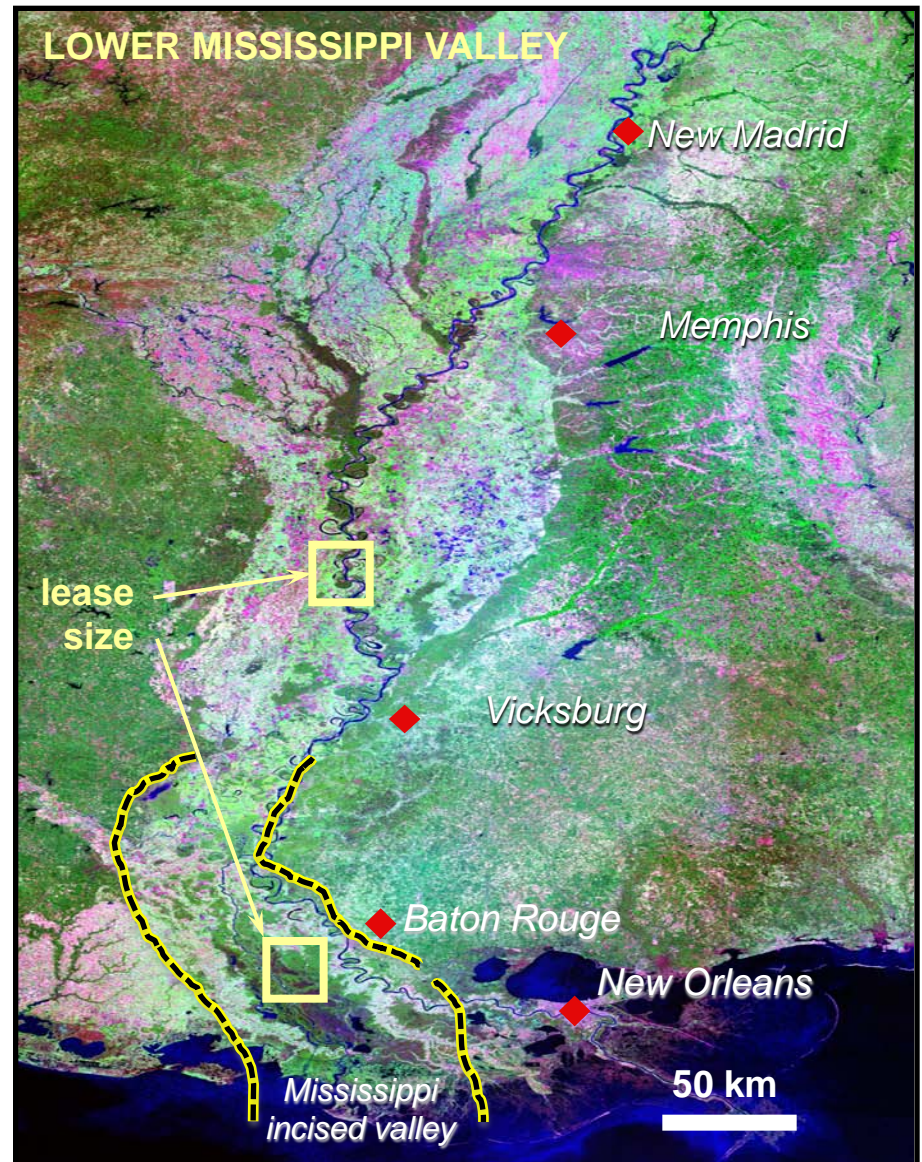 LOWER MISSISSIPPI VALLEY
New Madrid
Memphis
lease
size
Vicksburg
Baton Rouge
New Orleans
50 km
Mississippi
incised valley